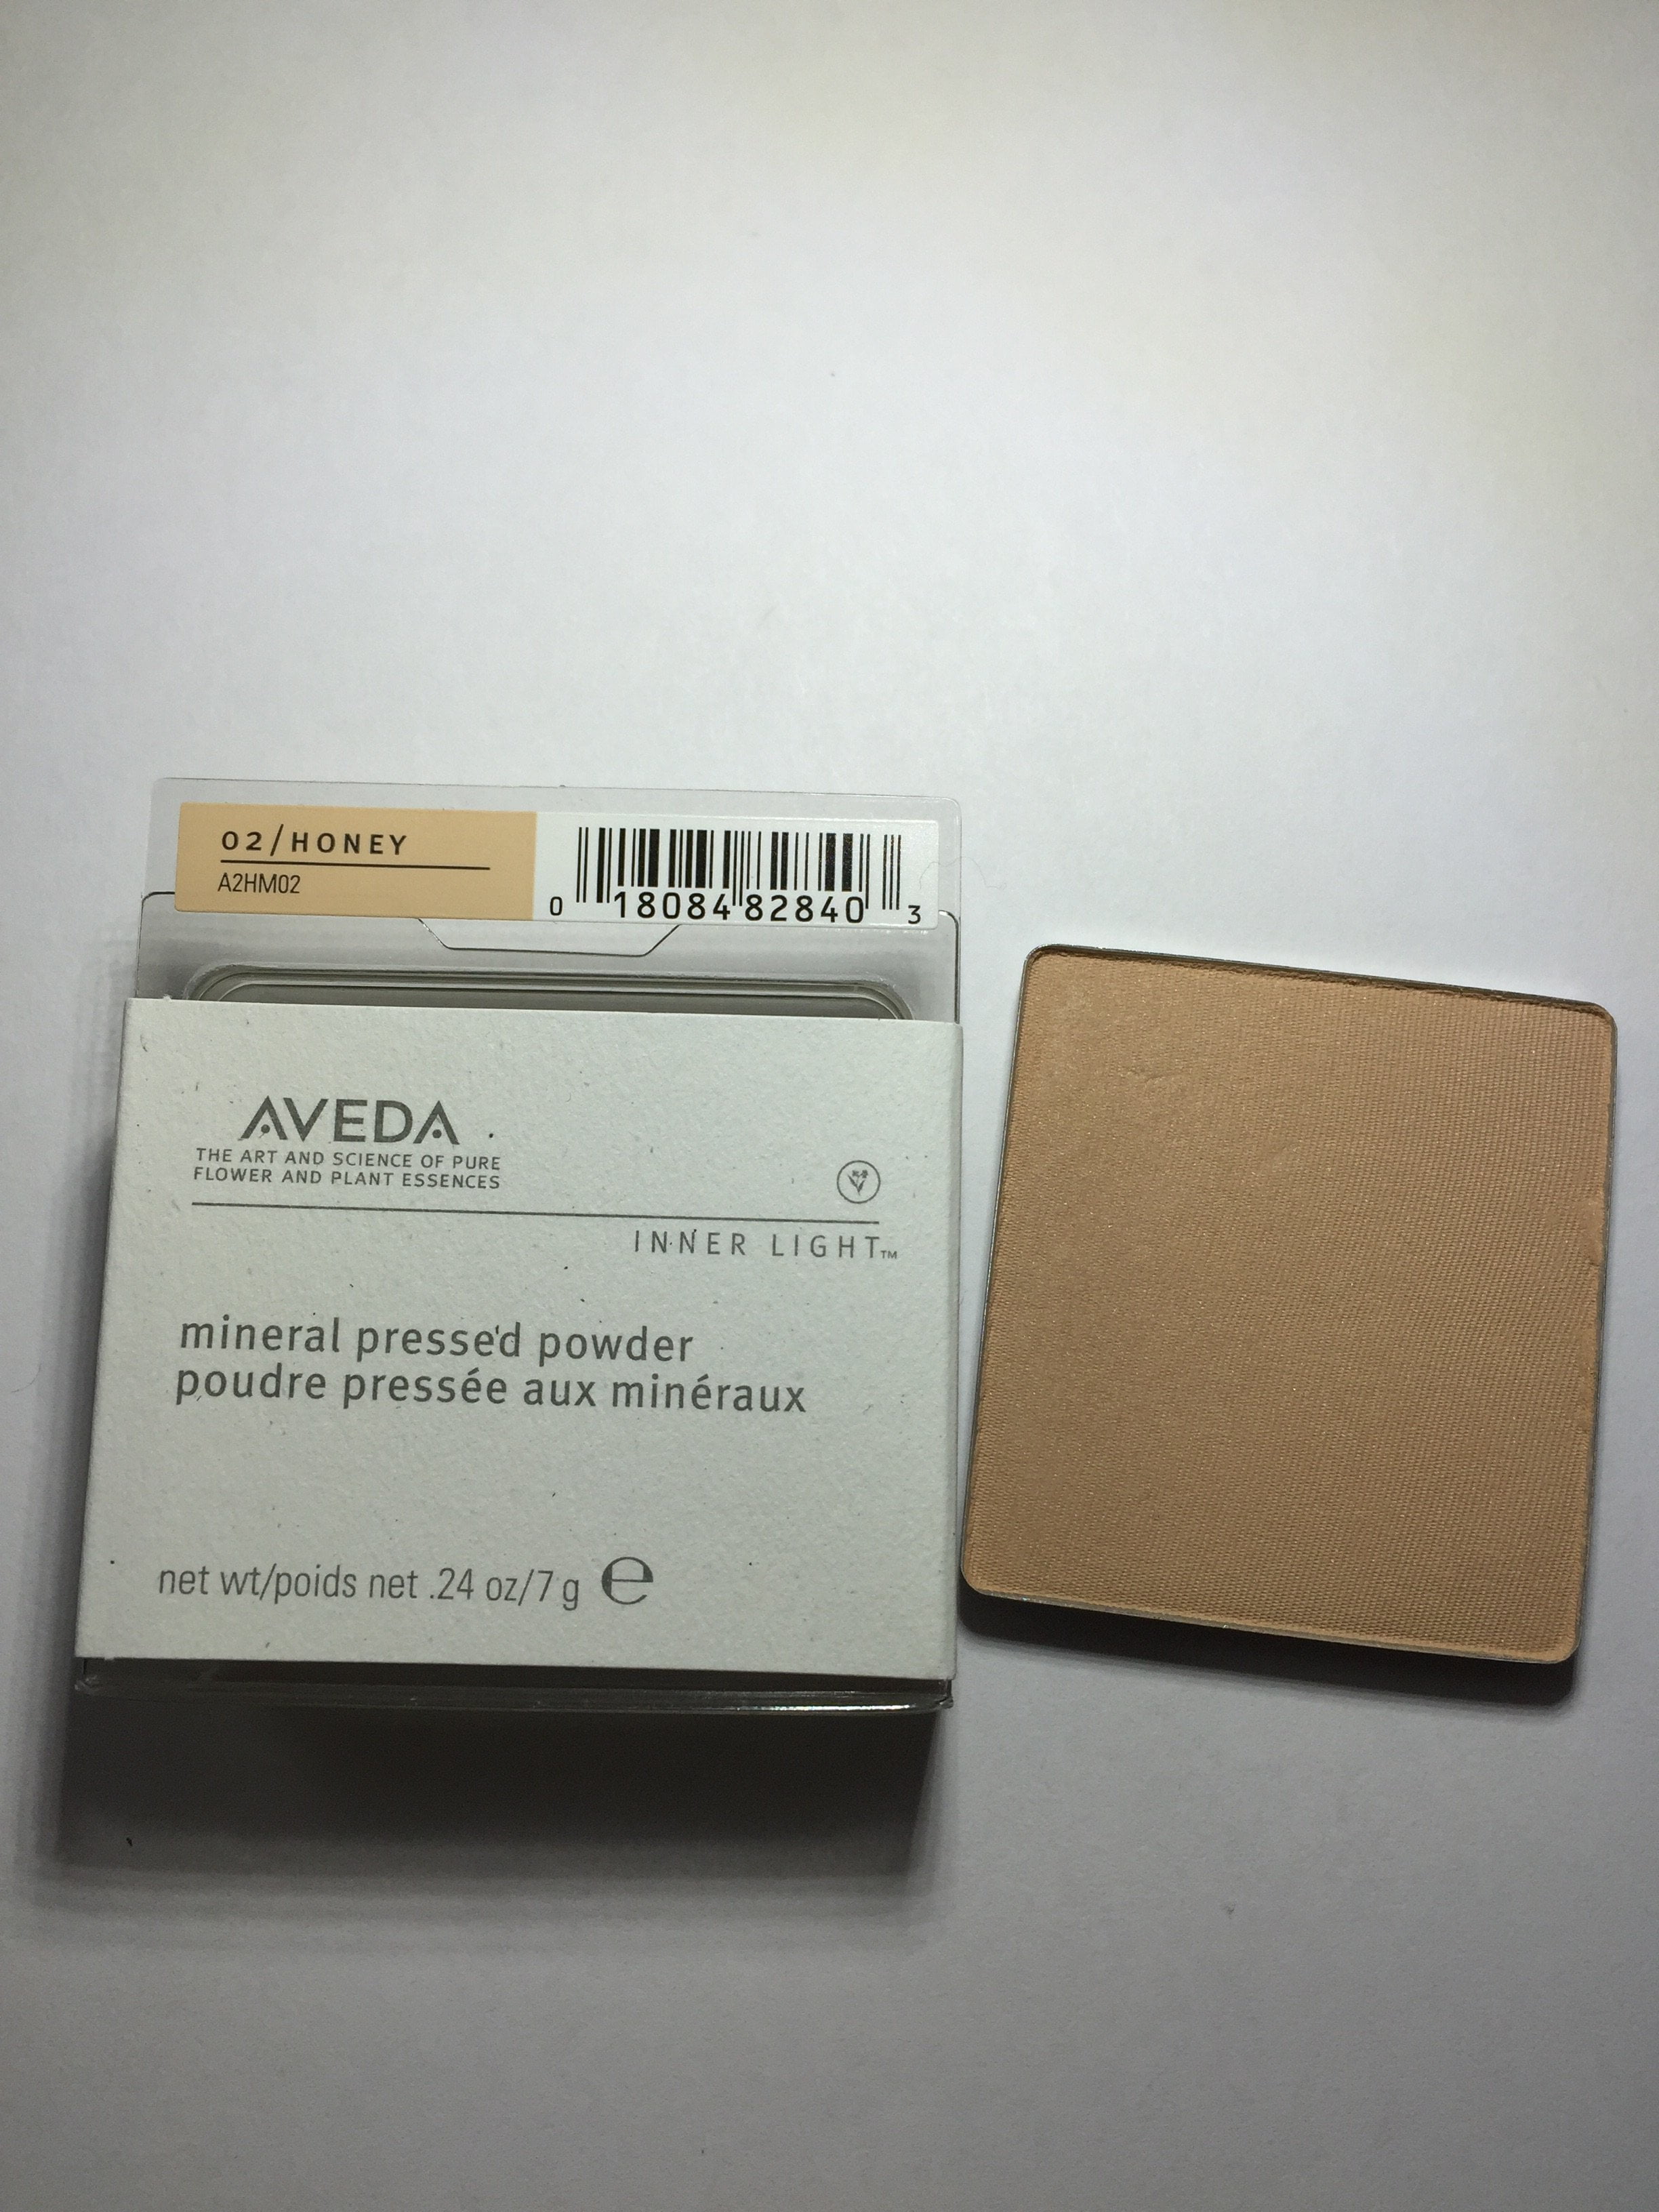 02/HONEY
A2HM02
0 18084 82840 3
AVEDA
THE ART AND SCIENCE OF PURE
FLOWER AND PLANT ESSENCES
INNER LIGHT™
mineral pressed powder
poudre pressée aux minéraux
net wt/poids net .24 oz/7 g ℮